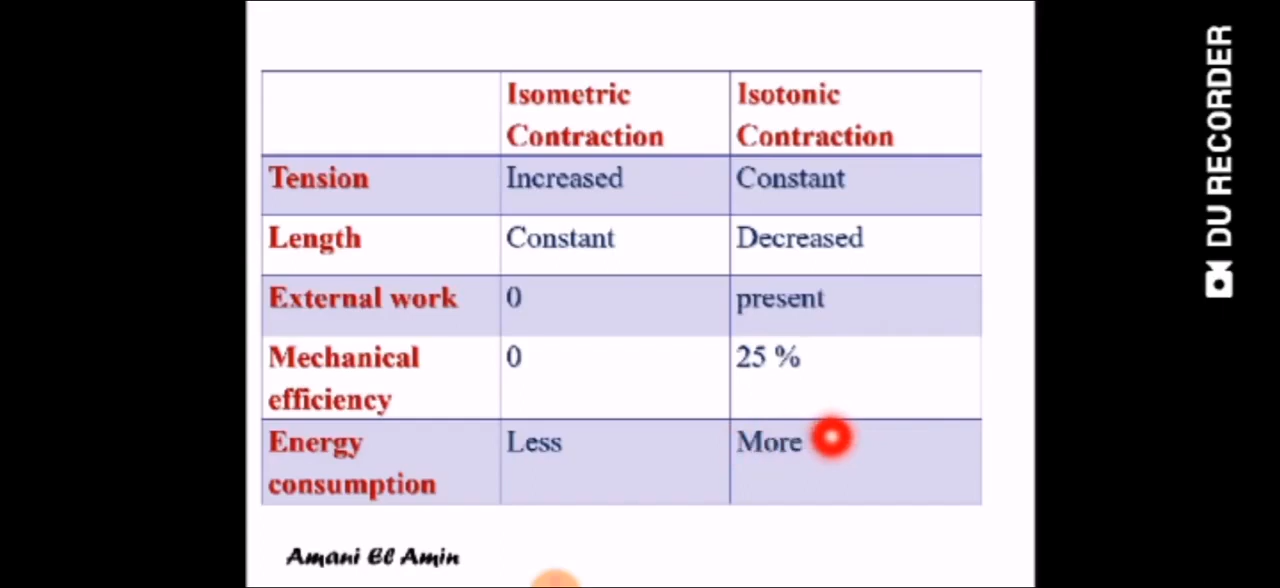 Isometric Contraction
Isotonic Contraction
Tension
Increased
Constant
Length
Constant
Decreased
External work
0
present
Mechanical efficiency
0
25 %
Energy consumption
Less
More
Amani El Amin
DU RECORDER